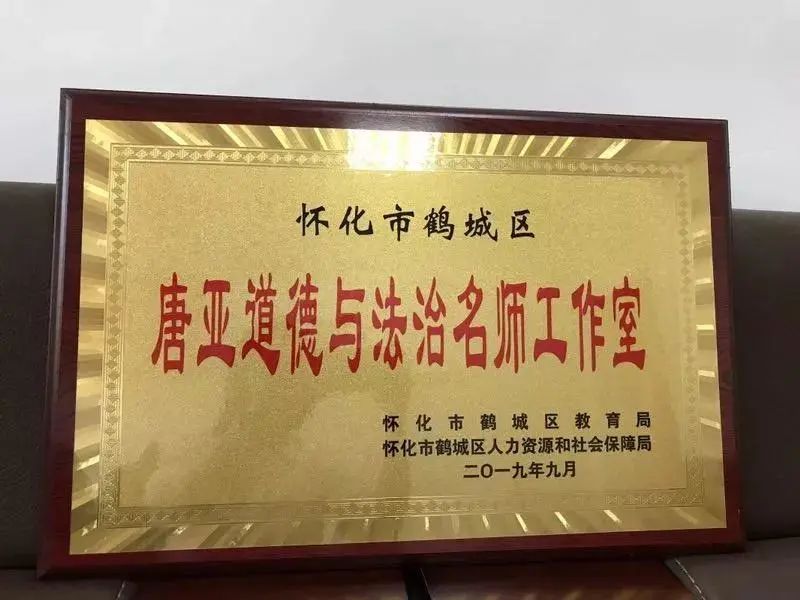 怀化市鹤城区
唐亚道德与法治名师工作室
怀化市鹤城区教育局
怀化市鹤城区人力资源和社会保障局
二〇一九年九月